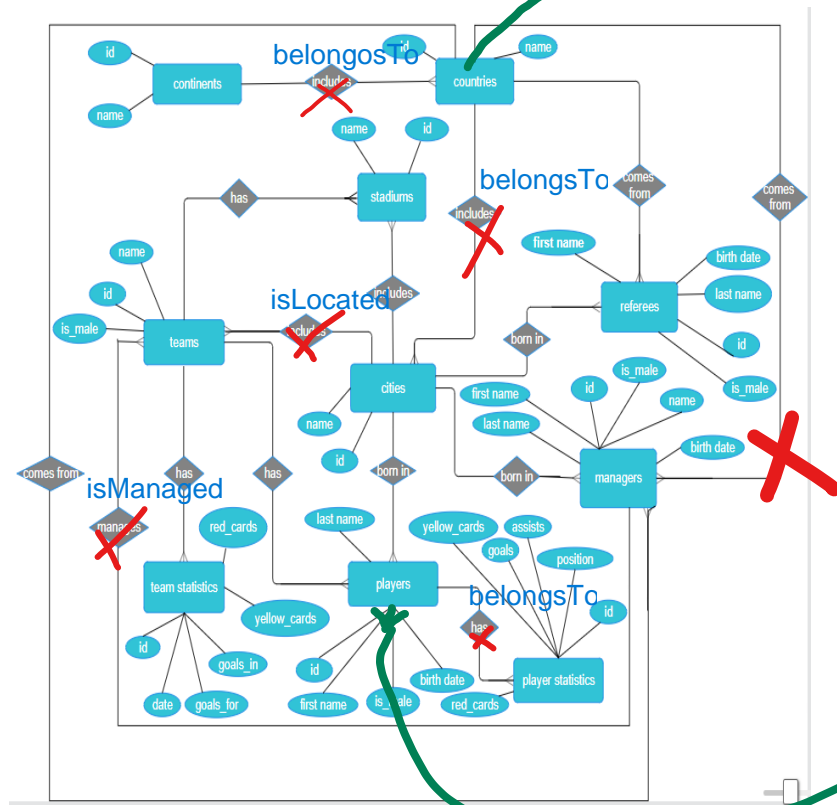 belongosTo
id
id
name
continents
includes
countries
name
name
id
belongsTo
comes from
comes from
has
stadiums
includes
first name
birth date
name
last name
id
isLocated
includes
referees
is_male
includes
born in
teams
id
cities
is_male
is_male
id
name
first name
name
last name
birth date
id
comes from
has
has
born in
born in
managers
isManaged
manages
last name
yellow_cards
assists
red_cards
goals
position
team statistics
players
belongsTo
id
yellow_cards
has
id
goals_in
id
birth date
player statistics
date
goals_for
first name
is_male
red_cards